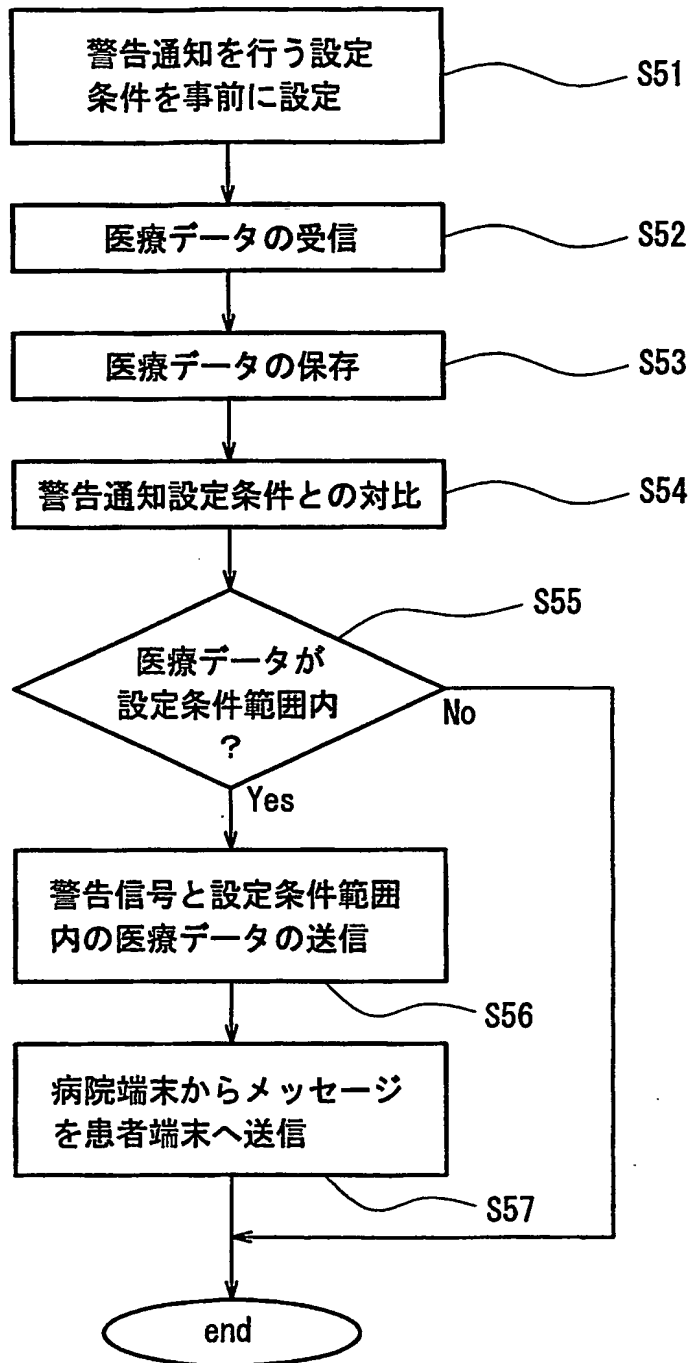 警告通知を行う設定
条件を事前に設定
S51
医療データの受信
S52
医療データの保存
S53
警告通知設定条件との対比
S54
S55
医療データが
設定条件範囲内
?
No
Yes
警告信号と設定条件範囲
内の医療データの送信
S56
病院端末からメッセージ
を患者端末へ送信
S57
end